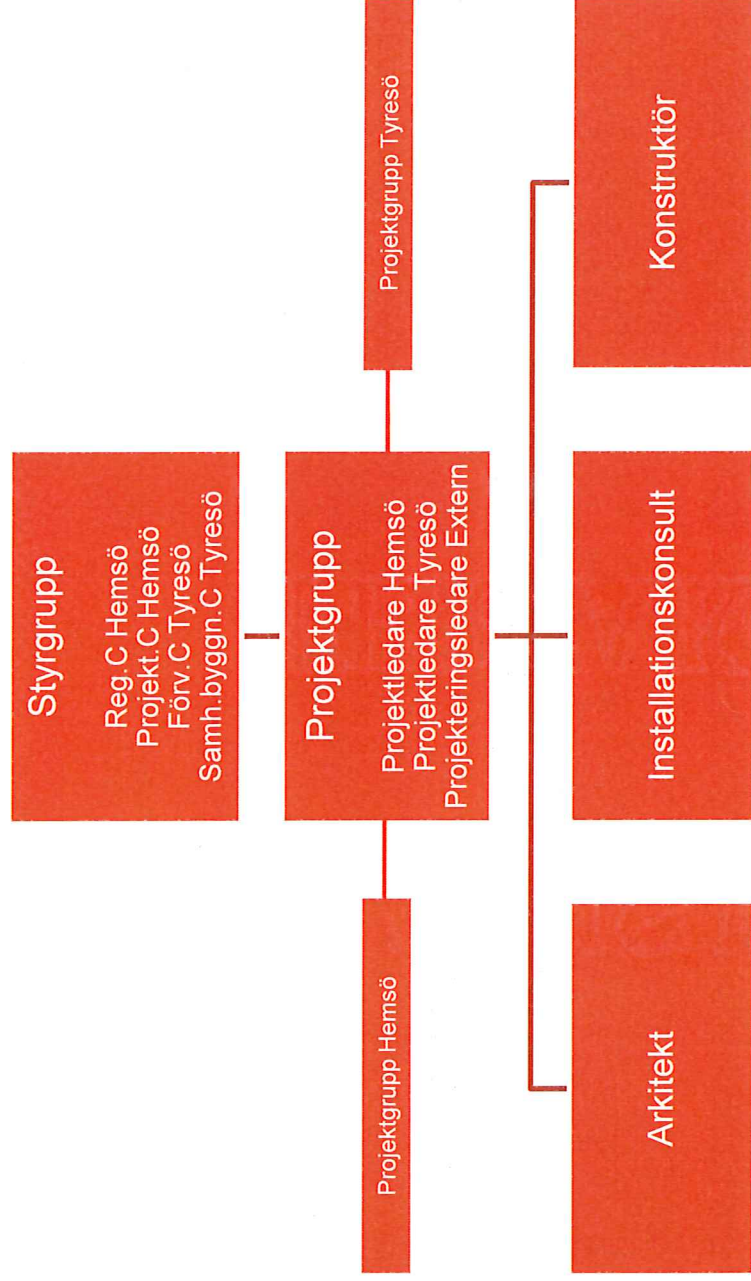 Styrgrupp
Reg.C Hemsö
Projekt.C Hemsö
Förv.C Tyresö
Samh.byggn.C Tyresö
Projektgrupp Hemsö
Projektgrupp
Projektledare Hemsö
Projektledare Tyresö
Projekteringsledare Extern
Projektgrupp Tyresö
Arkitekt
Installationskonsult
Konstruktör